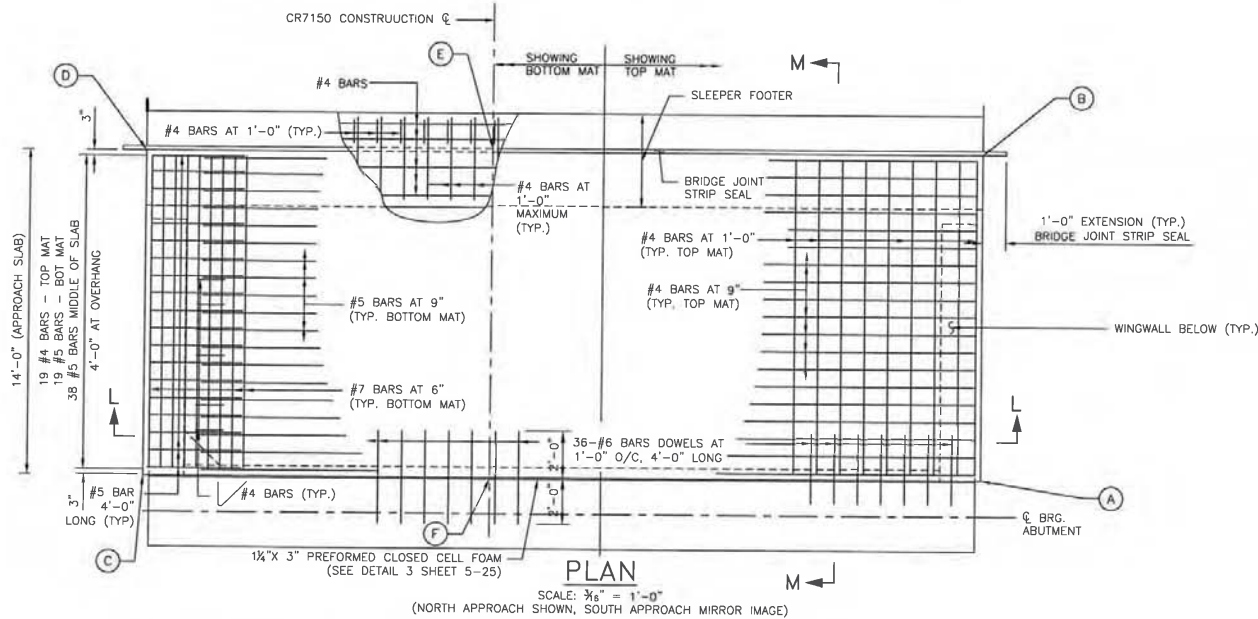 CR7150 CONSTRUUCTION ℄
E
SHOWING BOTTOM MAT
SHOWING TOP MAT
M
D
#4 BARS
SLEEPER FOOTER
B
3"
#4 BARS AT 1'-0" (TYP.)
#4 BARS AT
1'-0"
MAXIMUM
(TYP.)
BRIDGE JOINT
STRIP SEAL
1'-0" EXTENSION (TYP.)
BRIDGE JOINT STRIP SEAL
#4 BARS AT 1'-0"
(TYP. TOP MAT)
14'-0" (APPROACH SLAB)
19 #4 BARS - TOP MAT
19 #5 BARS - BOT MAT
38 #5 BARS MIDDLE OF SLAB
4'-0" AT OVERHANG
#5 BARS AT 9"
(TYP. BOTTOM MAT)
#4 BARS AT 9"
(TYP. TOP MAT)
WINGWALL BELOW (TYP.)
#7 BARS AT 6"
(TYP. BOTTOM MAT)
L
L
36-#6 BARS DOWELS AT
1'-0" O/C, 4'-0" LONG
2'-0"
2'-0"
3"
#5 BAR
4'-0"
LONG (TYP)
#4 BARS (TYP.)
A
F
℄ BRG.
ABUTMENT
C
1¼"X 3" PREFORMED CLOSED CELL FOAM
(SEE DETAIL 3 SHEET 5-25)
PLAN
M
SCALE: 3/16" = 1'-0"
(NORTH APPROACH SHOWN, SOUTH APPROACH MIRROR IMAGE)